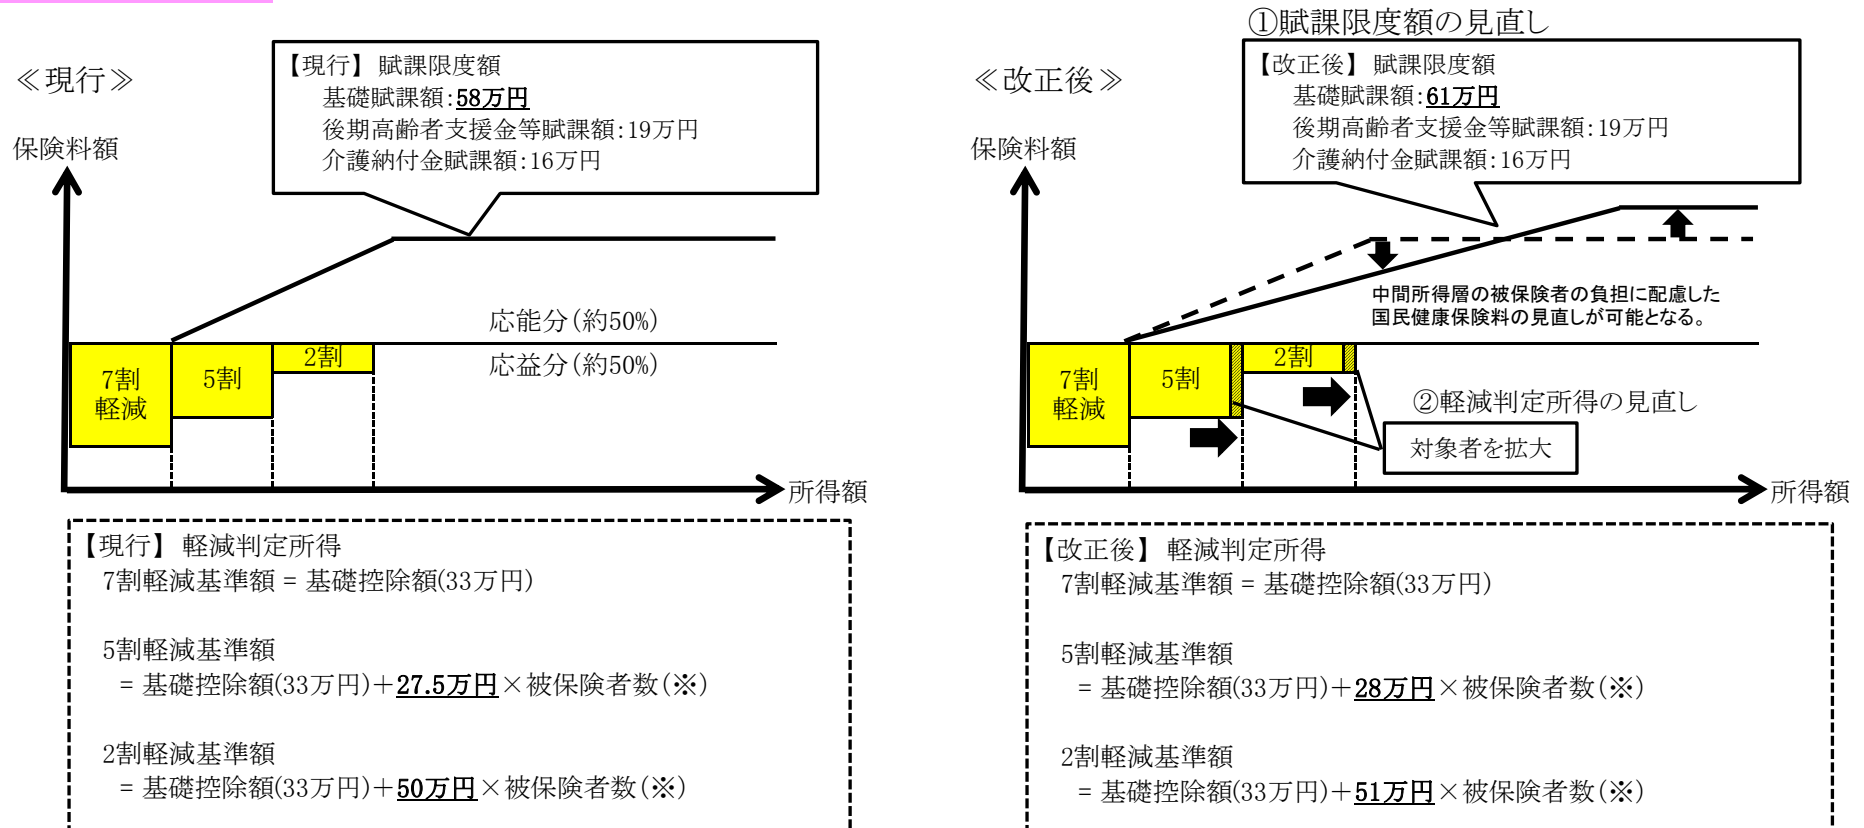 ≪現行≫
【現行】 賦課限度額
基礎賦課額：58万円
後期高齢者支援金等賦課額：19万円
介護納付金賦課額：16万円
保険料額
応能分（約50%）
応益分（約50%）
7割
軽減
5割
2割
所得額
【現行】 軽減判定所得
7割軽減基準額 = 基礎控除額(33万円)
5割軽減基準額
= 基礎控除額(33万円)＋27.5万円×被保険者数（※）
2割軽減基準額
= 基礎控除額(33万円)＋50万円×被保険者数（※）
①賦課限度額の見直し
≪改正後≫
【改正後】 賦課限度額
基礎賦課額：61万円
後期高齢者支援金等賦課額：19万円
介護納付金賦課額：16万円
保険料額
中間所得層の被保険者の負担に配慮した
国民健康保険料の見直しが可能となる。
7割
軽減
5割
2割
②軽減判定所得の見直し
対象者を拡大
所得額
【改正後】 軽減判定所得
7割軽減基準額 = 基礎控除額(33万円)
5割軽減基準額
= 基礎控除額(33万円)＋28万円×被保険者数（※）
2割軽減基準額
= 基礎控除額(33万円)＋51万円×被保険者数（※）